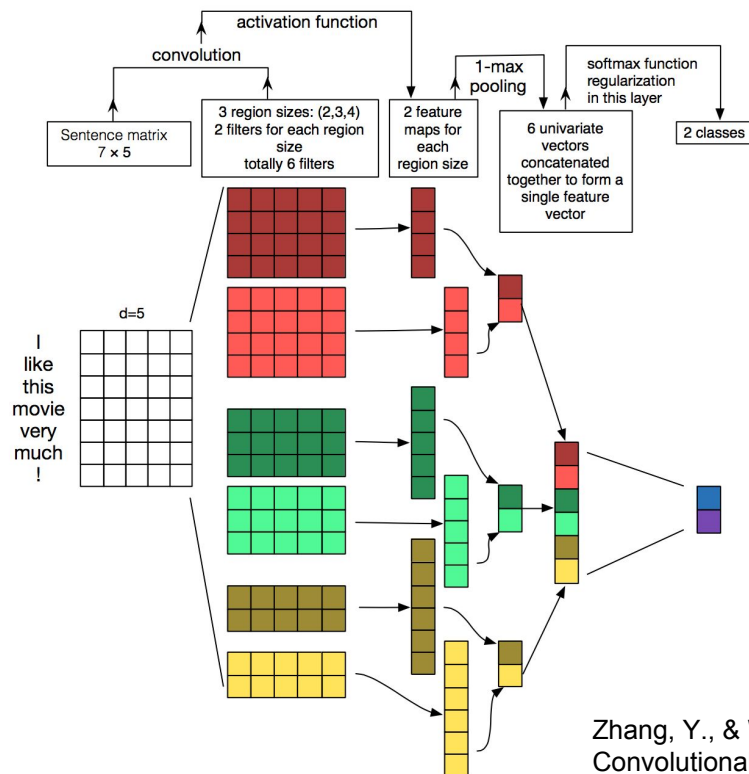 activation function
convolution
1-max
pooling
softmax function
regularization
in this layer
Sentence matrix
7 × 5
3 region sizes: (2,3,4)
2 filters for each region
size
totally 6 filters
2 feature
maps for
each
region size
6 univariate
vectors
concatenated
together to form a
single feature
vector
2 classes
d=5
I
like
this
movie
very
much
!
Zhang, Y., &
Convolutiona